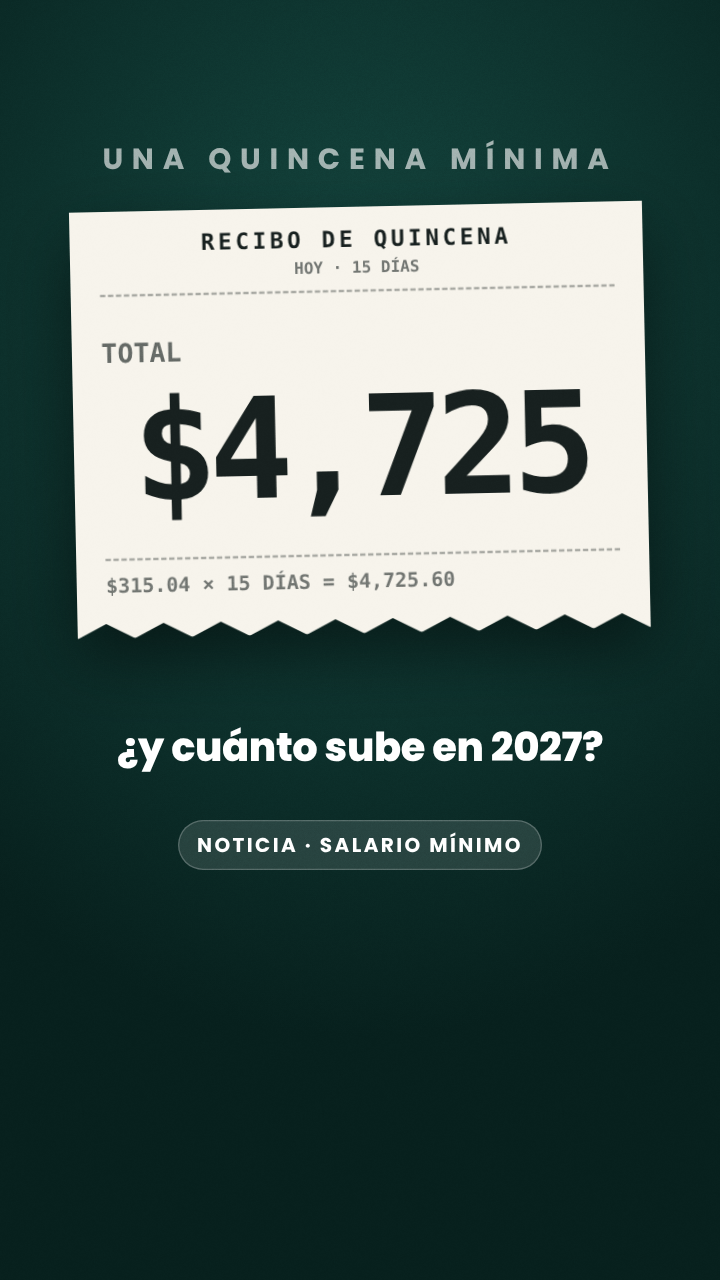 UNA QUINCENA MÍNIMA
RECIBO DE QUINCENA
HOY · 15 DÍAS
TOTAL
$4,725
$315.04 × 15 DÍAS = $4,725.60
¿y cuánto sube en 2027?
NOTICIA · SALARIO MÍNIMO